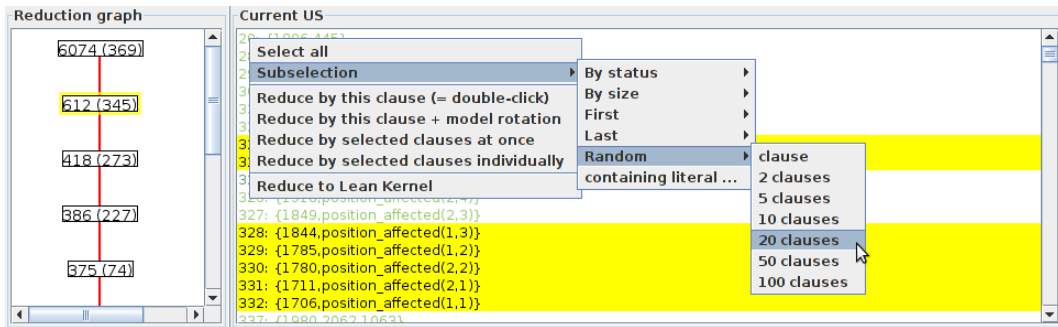 Reduction graph
6074 (369)
612 (345)
418 (273)
386 (227)
375 (74)
Current US
Select all
Subselection
Reduce by this clause (= double-click)
Reduce by this clause + model rotation
Reduce by selected clauses at once
Reduce by selected clauses individually
Reduce to Lean Kernel
By status
By size
First
Last
Random
containing literal ...
clause
2 clauses
5 clauses
10 clauses
20 clauses
50 clauses
100 clauses
327: {1849,position_affected(2,3)}
328: {1844,position_affected(1,3)}
329: {1785,position_affected(1,2)}
330: {1780,position_affected(2,2)}
331: {1711,position_affected(2,1)}
332: {1706,position_affected(1,1)}
337: {1980,2062,1063}